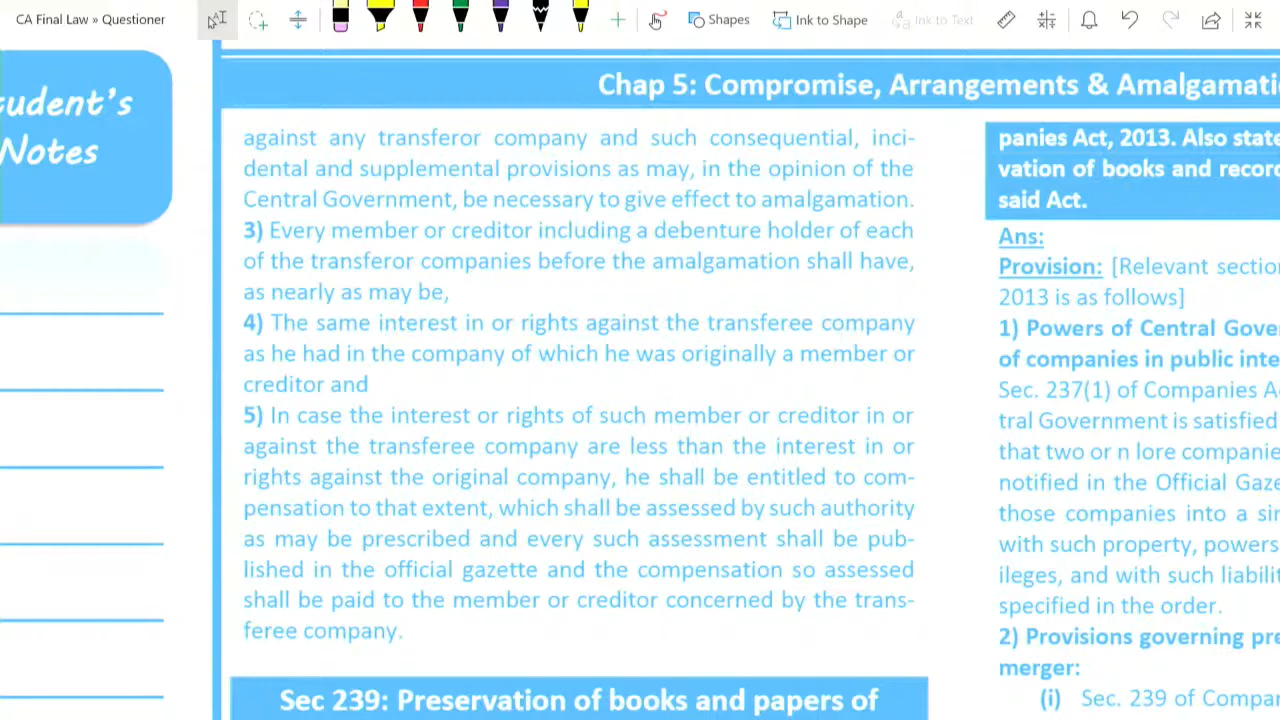 CA Final Law » Questioner
Shapes
Ink to Shape
Ink to Text
tudent's
Notes
Chap 5: Compromise, Arrangements & Amalgamati
against any transferor company and such consequential, inci-
dental and supplemental provisions as may, in the opinion of the
Central Government, be necessary to give effect to amalgamation.
3) Every member or creditor including a debenture holder of each
of the transferor companies before the amalgamation shall have,
as nearly as may be,
4) The same interest in or rights against the transferee company
as he had in the company of which he was originally a member or
creditor and
5) In case the interest or rights of such member or creditor in or
against the transferee company are less than the interest in or
rights against the original company, he shall be entitled to com-
pensation to that extent, which shall be assessed by such authority
as may be prescribed and every such assessment shall be pub-
lished in the official gazette and the compensation so assessed
shall be paid to the member or creditor concerned by the trans-
feree company.
Sec 239: Preservation of books and papers of
panies Act, 2013. Also state
vation of books and record
said Act.
Ans:
Provision: [Relevant section
2013 is as follows]
1) Powers of Central Gover
of companies in public inte
Sec. 237(1) of Companies A
tral Government is satisfied
that two or n lore companie
notified in the Official Gaze
those companies into a sin
with such property, powers
ileges, and with such liabilit
specified in the order.
2) Provisions governing pre
merger:
(i) Sec. 239 of Compa